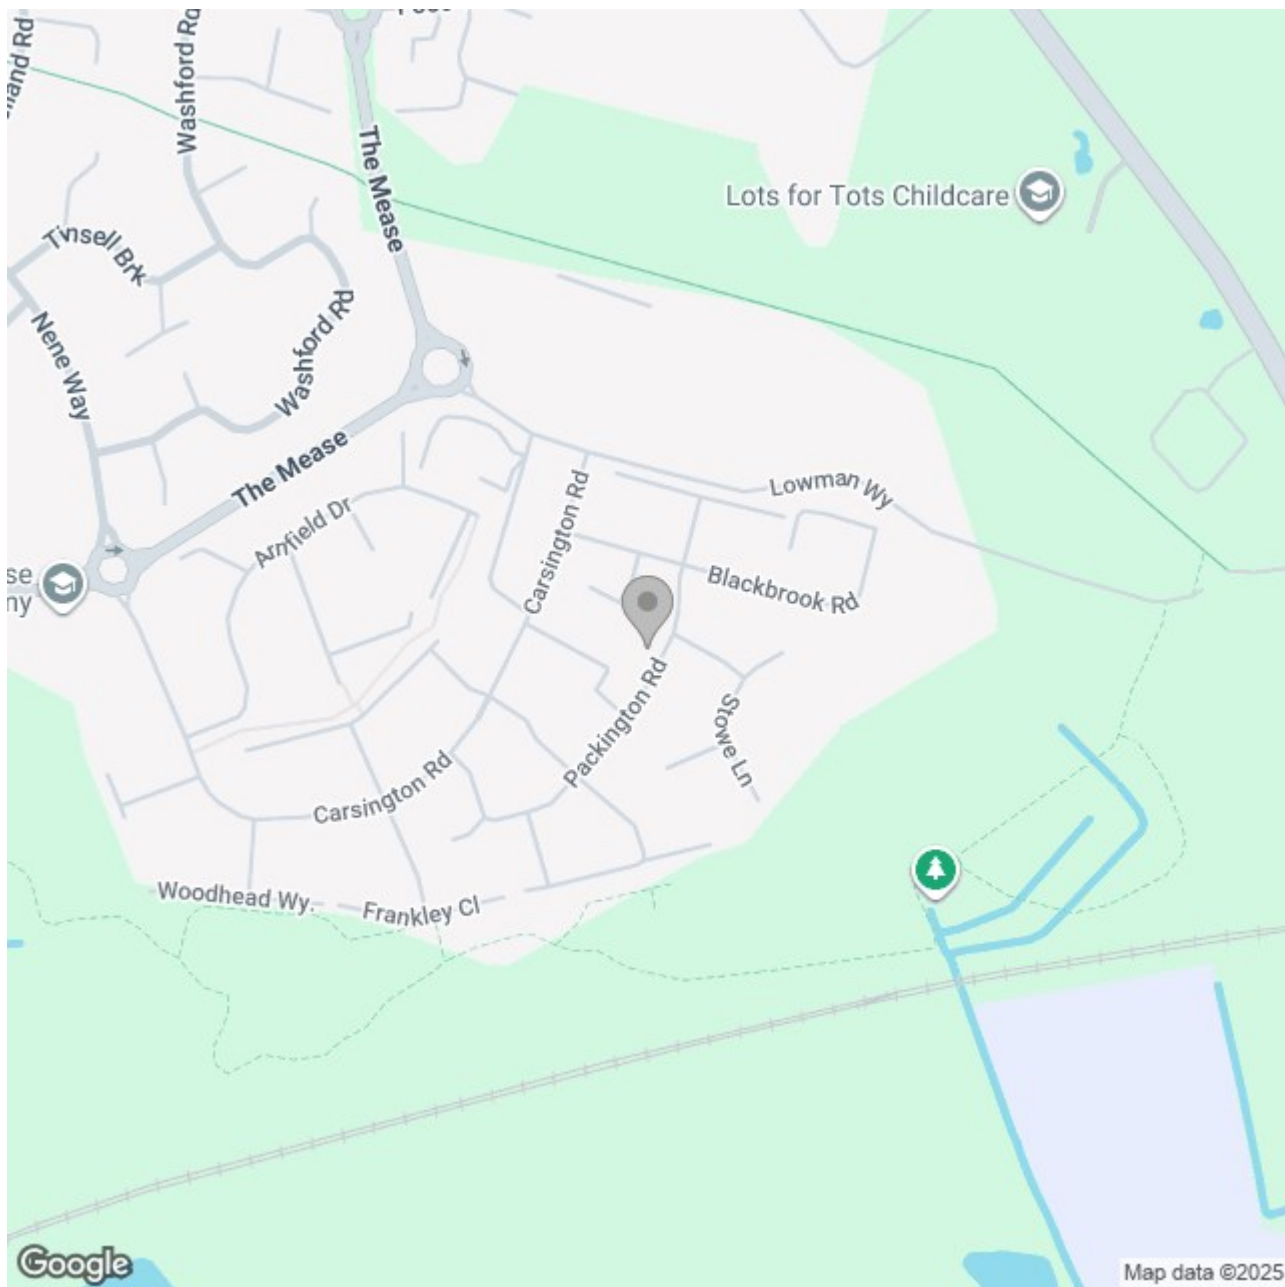 Washford Rd
The Mease
Lots for Tots Childcare
Tinsell Brk
Nene Way
Washford Rd
The Mease
Lowman Wy
Carsington Rd
Arnfield Dr
Blackbrook Rd
Packington Rd
Stowe Ln
Carsington Rd
Woodhead Wy.
Frankley Cl
Google
Map data ©2025